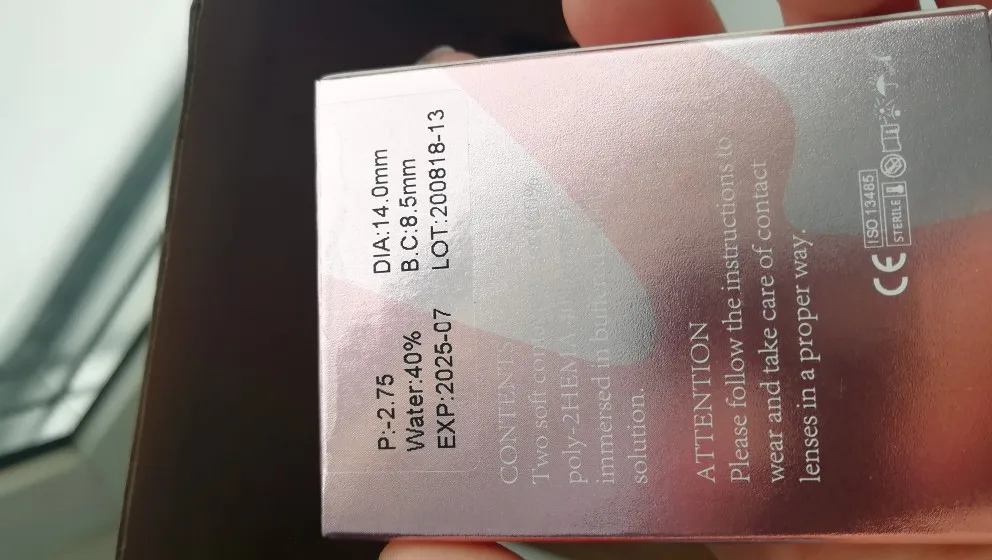 P:-2.75 DIA:14.0mm
Water:40% B.C:8.5mm
EXP:2025-07 LOT:200818-13
CONTENTS
Two soft
poly-2HEMA
immersed in
solution.
ATTENTION
Please follow the instructions to
wear and take care of contact
lenses in a proper way.
CE ISO 13485
STERILE